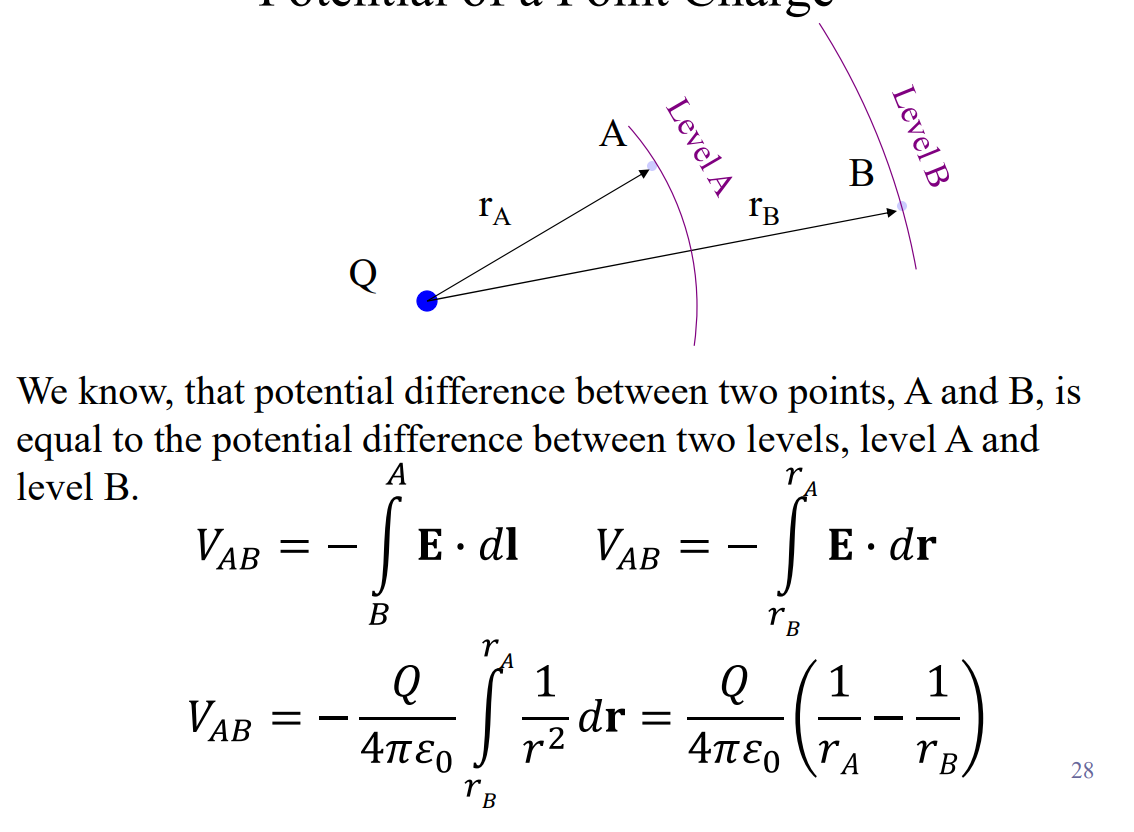 Potential of a Point Charge
A
Level A
Level B
B
r_A
r_B
Q
We know, that potential difference between two points, A and B, is
equal to the potential difference between two levels, level A and
level B.
V_{AB} = -\int_B^A \mathbf{E} \cdot d\mathbf{l} V_{AB} = -\int_{r_B}^{r_A} \mathbf{E} \cdot d\mathbf{r}
V_{AB} = -\frac{Q}{4\pi\varepsilon_0} \int_{r_B}^{r_A} \frac{1}{r^2} d\mathbf{r} = \frac{Q}{4\pi\varepsilon_0} \left( \frac{1}{r_A} - \frac{1}{r_B} \right)
28